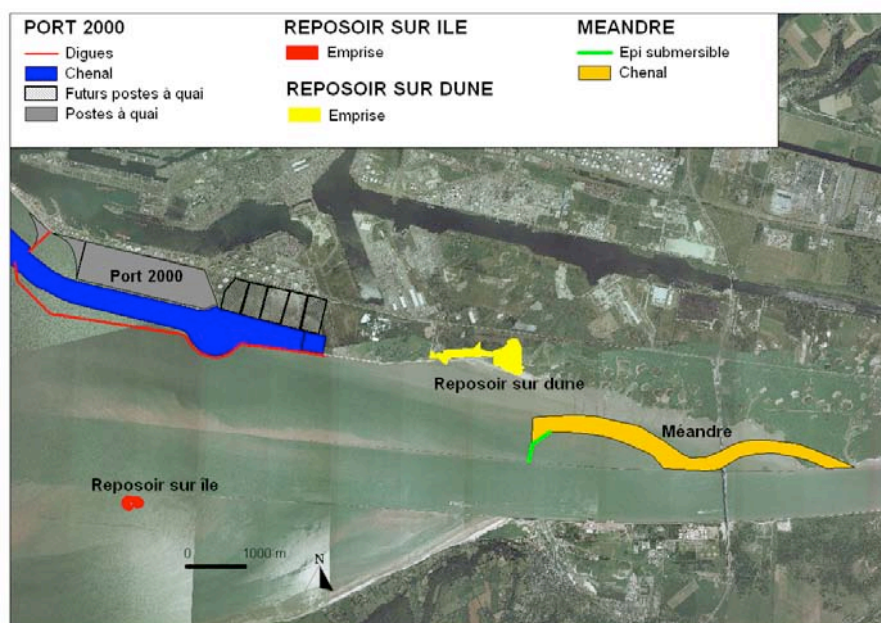 PORT 2000
Digues
Chenal
Futurs postes à quai
Postes à quai
REPOSOIR SUR ILE
Emprise
REPOSOIR SUR DUNE
Emprise
MEANDRE
Epi submersible
Chenal
Port 2000
Reposoir sur dune
Méandre
Reposoir sur île
0 1000 m
N